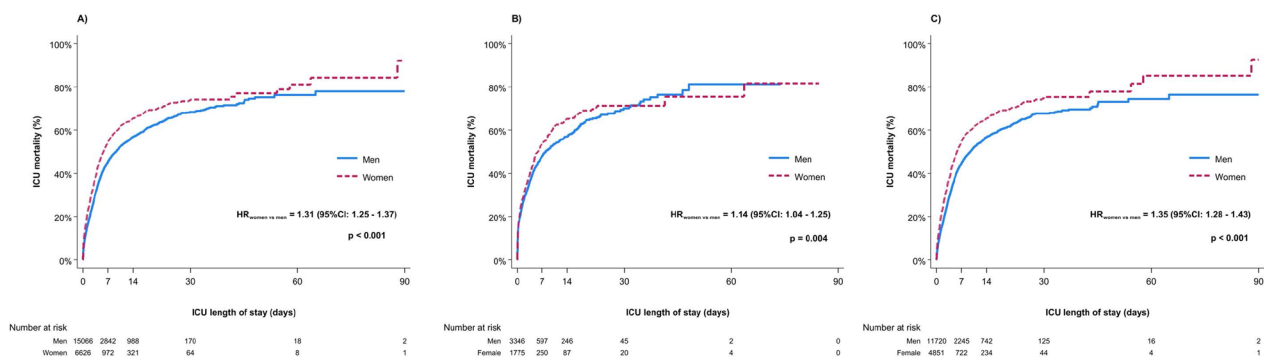 A)
100%
80%
60%
40%
20%
0%
ICU mortality (%)
Men
Women
HRwomen vs men = 1.31 (95%CI: 1.25 - 1.37)
p < 0.001
0 7 14 30 60 90
ICU length of stay (days)
Number at risk
Men 15066 2842 988 170 18 2
Women 6626 972 321 64 8 1
B)
100%
80%
60%
40%
20%
0%
ICU mortality (%)
Men
Women
HRwomen vs men = 1.14 (95%CI: 1.04 - 1.25)
p = 0.004
0 7 14 30 60 90
ICU length of stay (days)
Number at risk
Men 3346 597 246 45 2 0
Female 1775 250 87 20 4 0
C)
100%
80%
60%
40%
20%
0%
ICU mortality (%)
Men
Women
HRwomen vs men = 1.35 (95%CI: 1.28 - 1.43)
p < 0.001
0 7 14 30 60 90
ICU length of stay (days)
Number at risk
Men 11720 2245 742 125 16 2
Female 4851 722 234 44 4 1